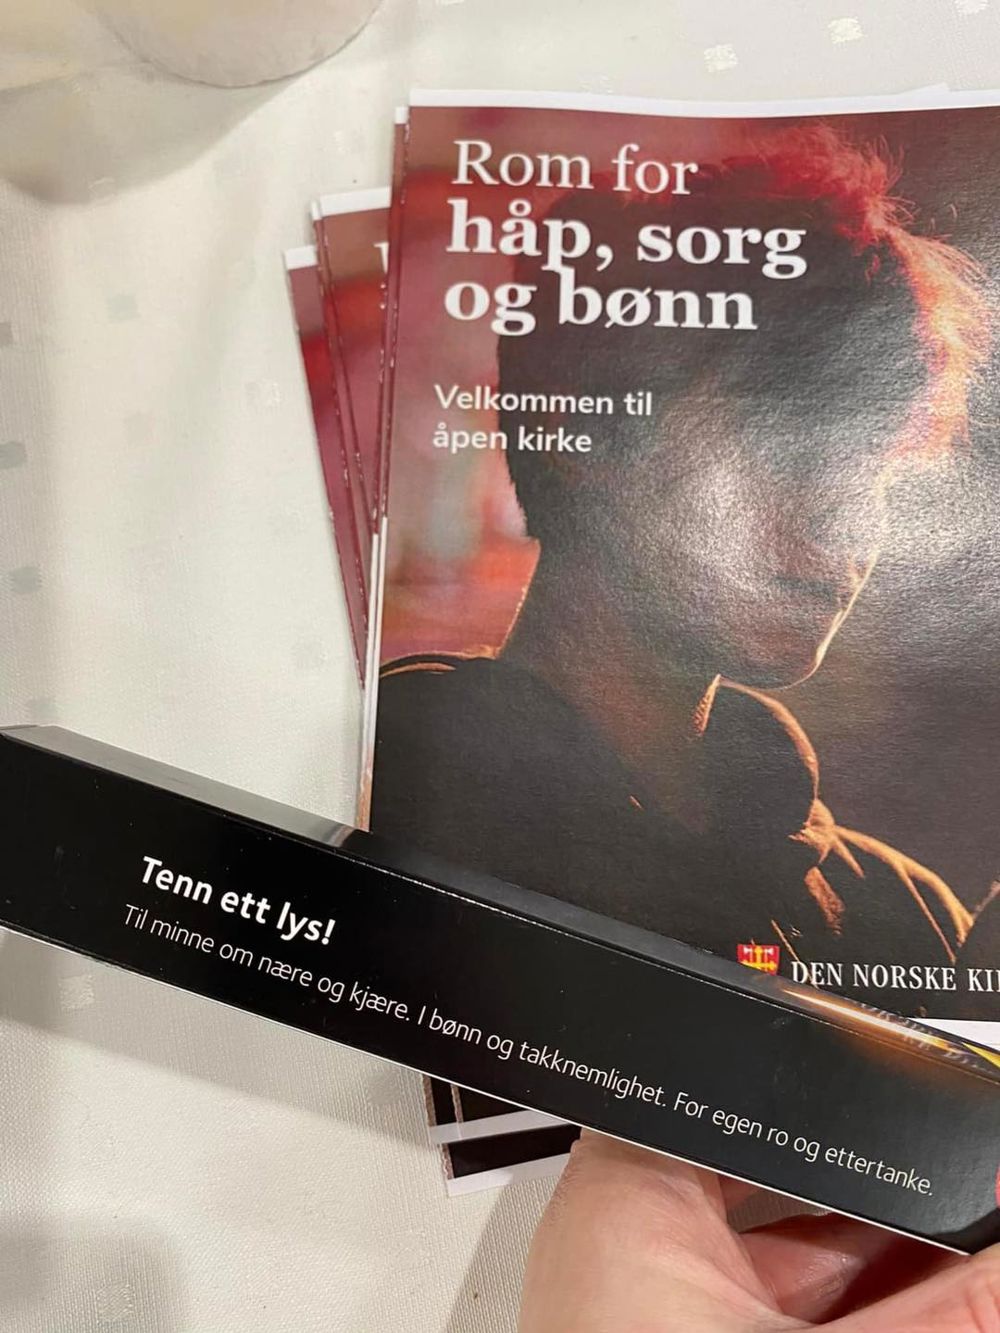 Rom for
håp, sorg
og bønn
Velkommen til
åpen kirke
DEN NORSKE
Tenn ett lys!
Til minne om nære og kjære. I bønn og takknemlighet. For egen ro og ettertanke.